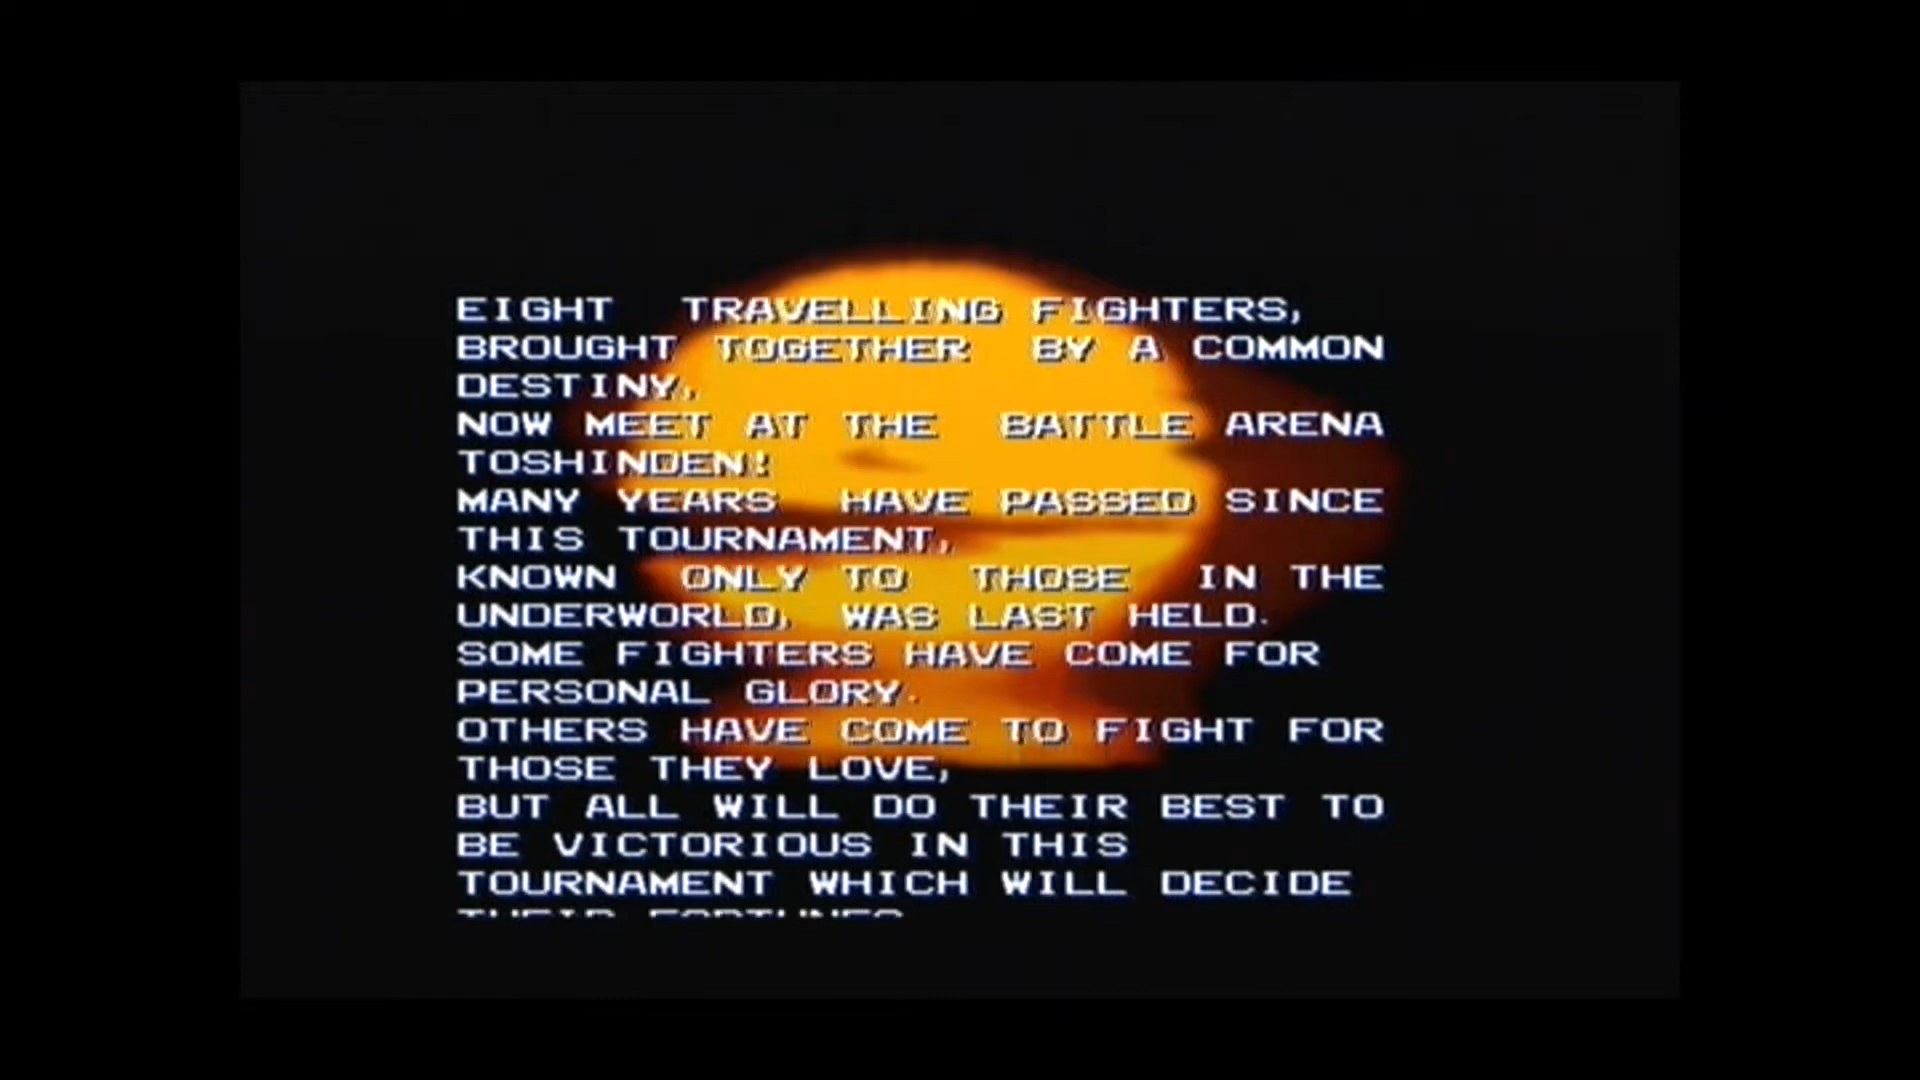 EIGHT TRAVELLING FIGHTERS,
BROUGHT TOGETHER BY A COMMON
DESTINY,
NOW MEET AT THE BATTLE ARENA
TOSHINDEN!
MANY YEARS HAVE PASSED SINCE
THIS TOURNAMENT,
KNOWN ONLY TO THOSE IN THE
UNDERWORLD, WAS LAST HELD.
SOME FIGHTERS HAVE COME FOR
PERSONAL GLORY.
OTHERS HAVE COME TO FIGHT FOR
THOSE THEY LOVE,
BUT ALL WILL DO THEIR BEST TO
BE VICTORIOUS IN THIS
TOURNAMENT WHICH WILL DECIDE